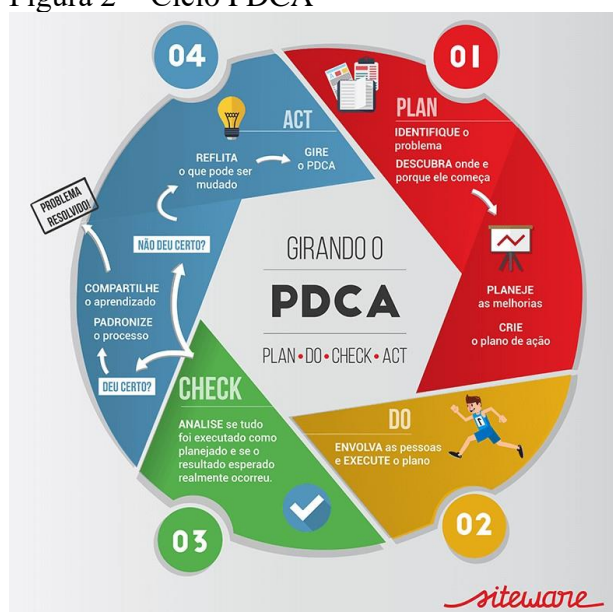 Figura 2 – Ciclo PDCA
04
01
ACT
REFLITA
o que pode ser
mudado
GIRE
o PDCA
PLAN
IDENTIFIQUE o
problema
DESCUBRA onde e
porque ele começa
PLANEJE
as melhorias
CRIE
o plano de ação
PROBLEMA
RESOLVIDO!
NÃO DEU CERTO?
COMPARTILHE
o aprendizado
PADRONIZE
o processo
DEU CERTO?
GIRANDO O
PDCA
PLAN • DO • CHECK • ACT
CHECK
ANALISE se tudo
foi executado como
planejado e se o
resultado esperado
realmente ocorreu.
DO
ENVOLVA as pessoas
e EXECUTE o plano
03
02
siteware